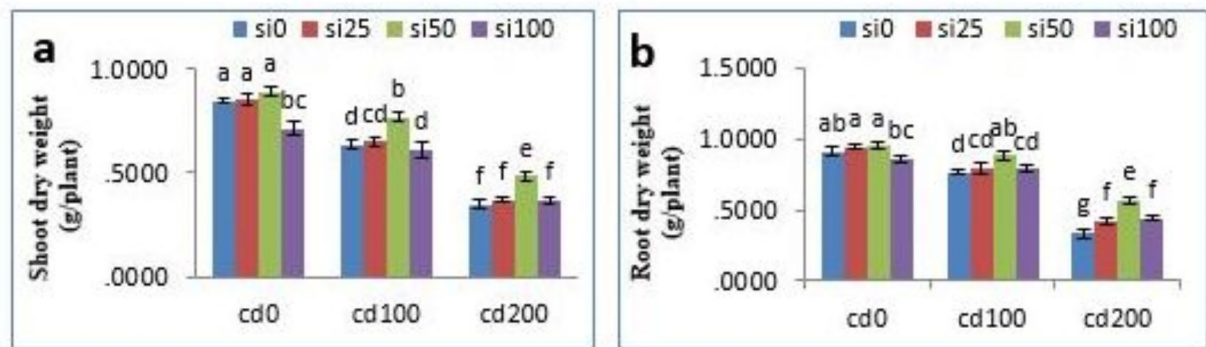 a
si0 si25 si50 si100
Shoot dry weight
(g/plant)
1.0000
.5000
.0000
a a a bc
d cd b d
f f e f
cd0 cd100 cd200
b
si0 si25 si50 si100
Root dry weight
(g/plant)
1.5000
1.0000
.5000
.0000
ab a a bc
d cd ab cd
g f e f
cd0 cd100 cd200